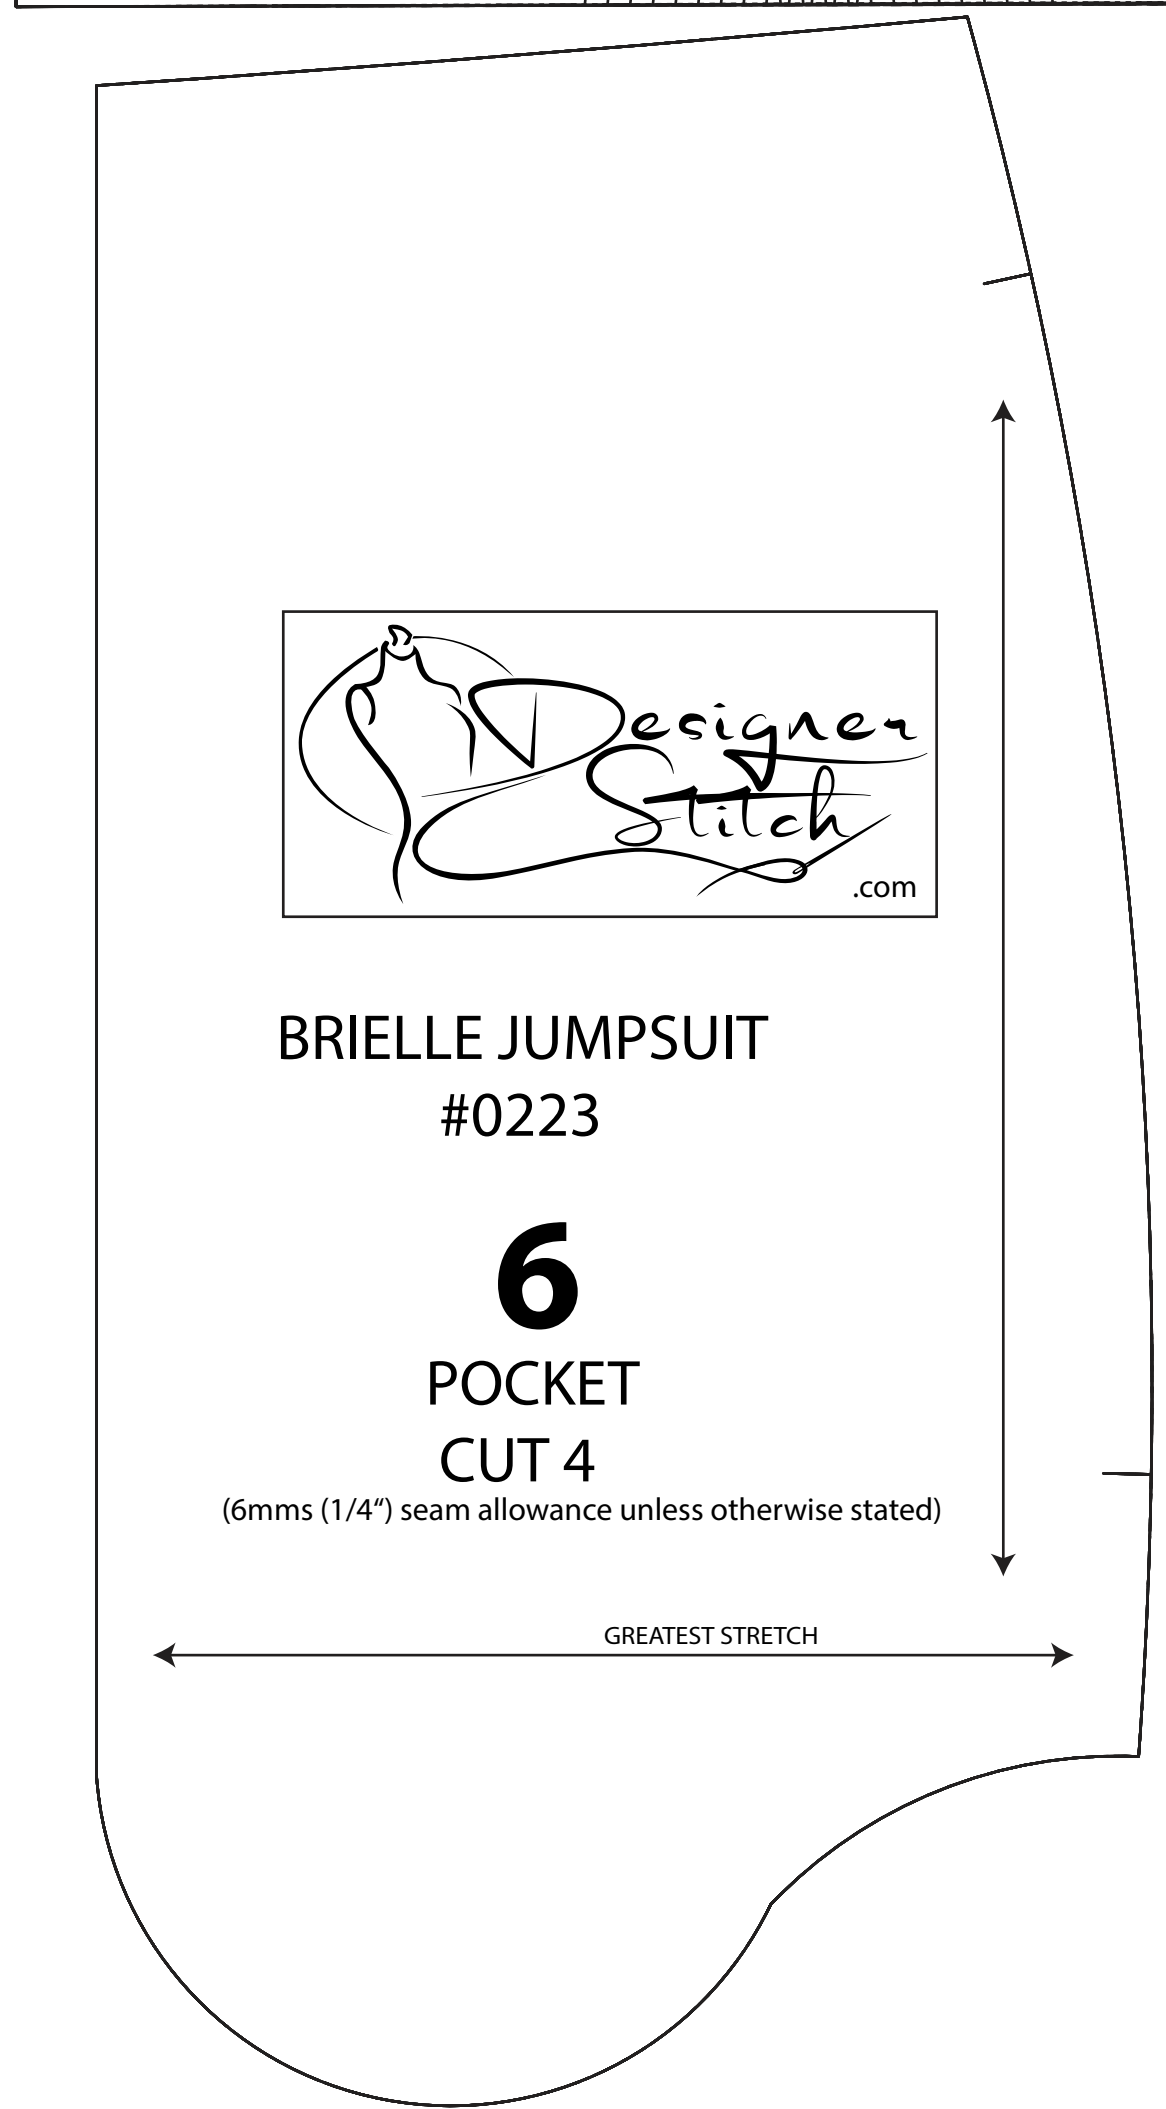 Designer
Stitch
.com
BRIELLE JUMPSUIT
#0223
6
POCKET
CUT 4
(6mms (1/4“) seam allowance unless otherwise stated)
GREATEST STRETCH